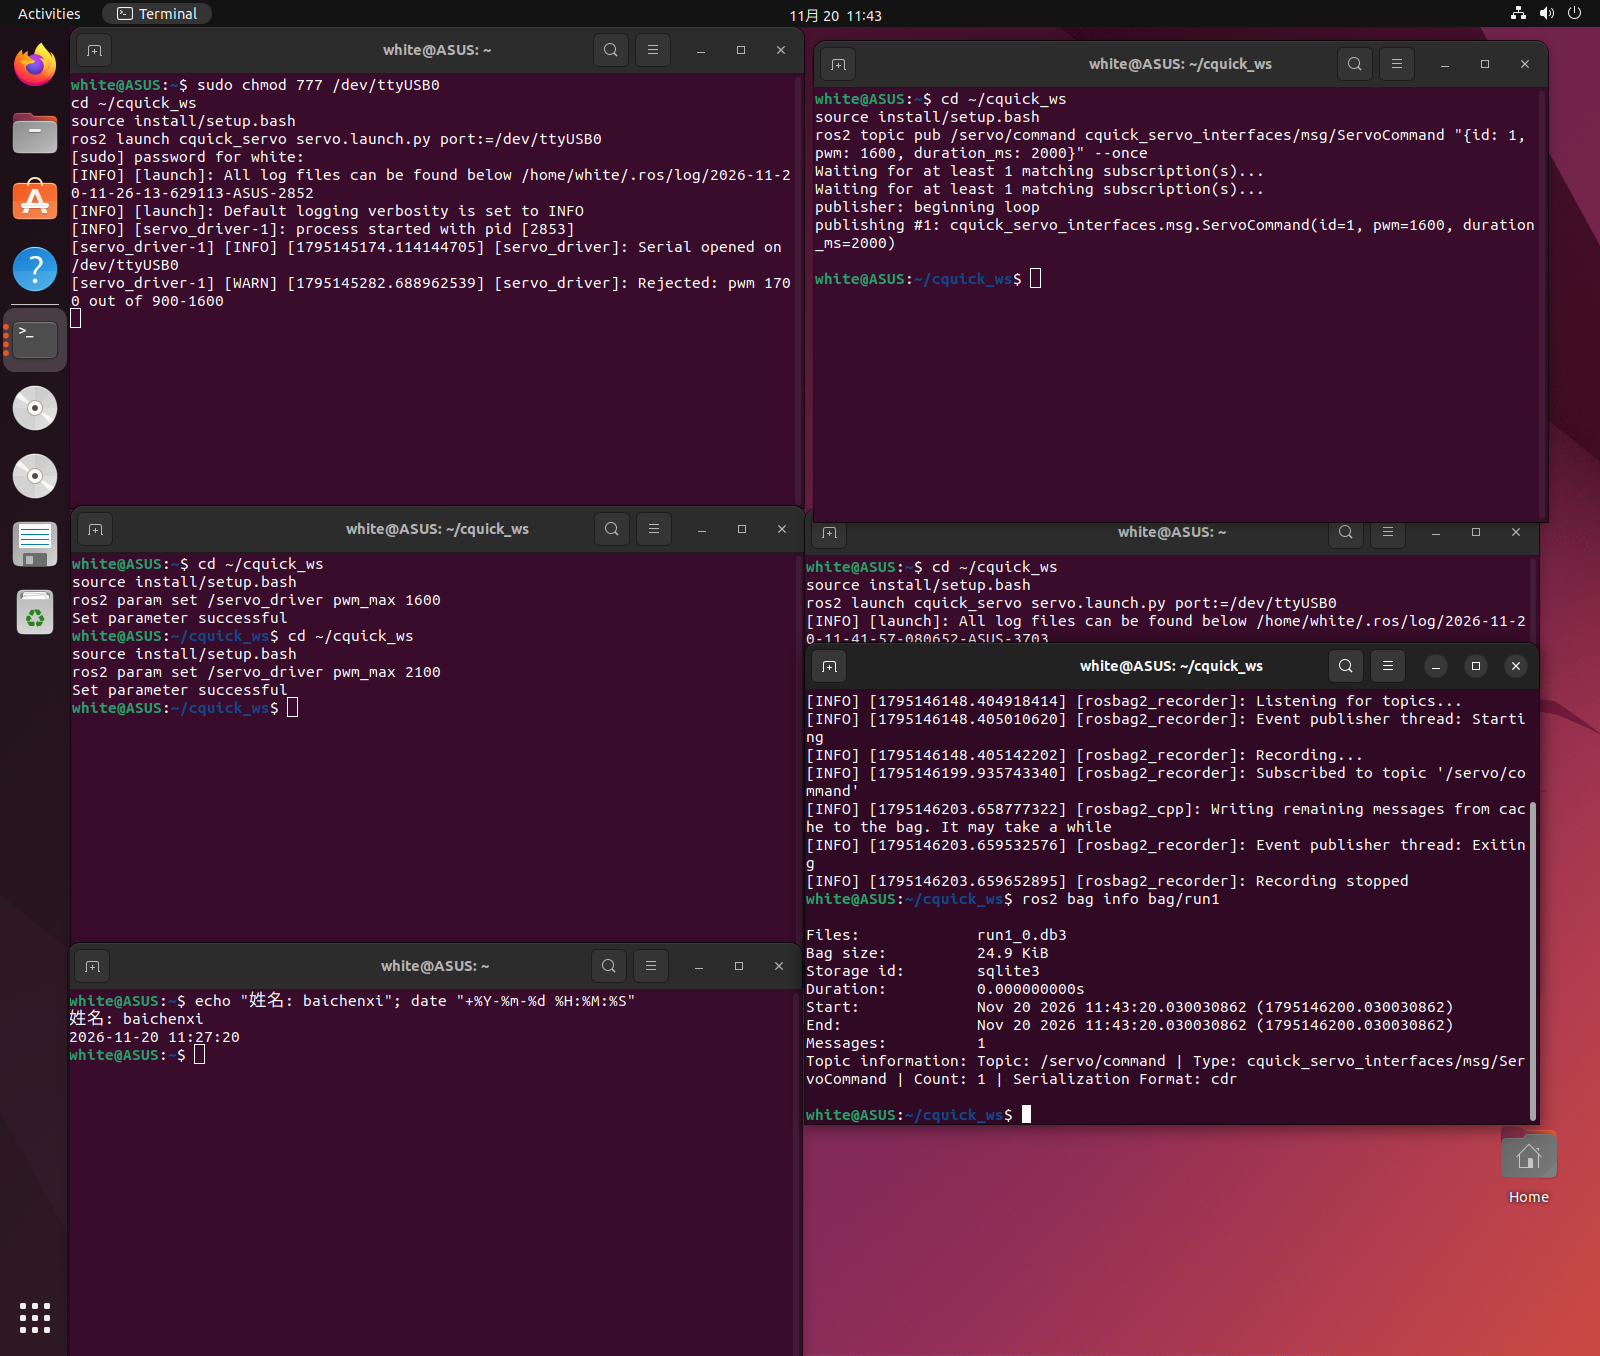 Activities
Terminal
11月 20 11:43
white@ASUS: ~
white@ASUS:~$ sudo chmod 777 /dev/ttyUSB0
cd ~/cquick_ws
source install/setup.bash
ros2 launch cquick_servo servo.launch.py port:=/dev/ttyUSB0
[sudo] password for white:
[INFO] [launch]: All log files can be found below /home/white/.ros/log/2026-11-2
0-11-26-13-629113-ASUS-2852
[INFO] [launch]: Default logging verbosity is set to INFO
[INFO] [servo_driver-1]: process started with pid [2853]
[servo_driver-1] [INFO] [1795145174.114144705] [servo_driver]: Serial opened on
/dev/ttyUSB0
[servo_driver-1] [WARN] [1795145282.688962539] [servo_driver]: Rejected: pwm 170
0 out of 900-1600
white@ASUS: ~/cquick_ws
white@ASUS:~$ cd ~/cquick_ws
source install/setup.bash
ros2 topic pub /servo/command cquick_servo_interfaces/msg/ServoCommand "{id: 1,
pwm: 1600, duration_ms: 2000}" --once
Waiting for at least 1 matching subscription(s)...
Waiting for at least 1 matching subscription(s)...
publisher: beginning loop
publishing #1: cquick_servo_interfaces.msg.ServoCommand(id=1, pwm=1600, duration
_ms=2000)
white@ASUS:~/cquick_ws$
white@ASUS: ~/cquick_ws
white@ASUS:~$ cd ~/cquick_ws
source install/setup.bash
ros2 param set /servo_driver pwm_max 1600
Set parameter successful
white@ASUS:~/cquick_ws$ cd ~/cquick_ws
source install/setup.bash
ros2 param set /servo_driver pwm_max 2100
Set parameter successful
white@ASUS:~/cquick_ws$
white@ASUS: ~
white@ASUS:~$ cd ~/cquick_ws
source install/setup.bash
ros2 launch cquick_servo servo.launch.py port:=/dev/ttyUSB0
[INFO] [launch]: All log files can be found below /home/white/.ros/log/2026-11-2
0-11-41-57-080652-ASUS-3703
white@ASUS: ~/cquick_ws
[INFO] [1795146148.404918414] [rosbag2_recorder]: Listening for topics...
[INFO] [1795146148.405010620] [rosbag2_recorder]: Event publisher thread: Starti
ng
[INFO] [1795146148.405142202] [rosbag2_recorder]: Recording...
[INFO] [1795146199.935743340] [rosbag2_recorder]: Subscribed to topic '/servo/co
mmand'
[INFO] [1795146203.658777322] [rosbag2_cpp]: Writing remaining messages from cac
he to the bag. It may take a while
[INFO] [1795146203.659532576] [rosbag2_recorder]: Event publisher thread: Exitin
g
[INFO] [1795146203.659652895] [rosbag2_recorder]: Recording stopped
white@ASUS:~/cquick_ws$ ros2 bag info bag/run1
Files: run1_0.db3
Bag size: 24.9 KiB
Storage id: sqlite3
Duration: 0.000000000s
Start: Nov 20 2026 11:43:20.030030862 (1795146200.030030862)
End: Nov 20 2026 11:43:20.030030862 (1795146200.030030862)
Messages: 1
Topic information: Topic: /servo/command | Type: cquick_servo_interfaces/msg/Ser
voCommand | Count: 1 | Serialization Format: cdr
white@ASUS:~/cquick_ws$
white@ASUS: ~
white@ASUS:~$ echo "姓名: baichenxi"; date "+%Y-%m-%d %H:%M:%S"
姓名: baichenxi
2026-11-20 11:27:20
white@ASUS:~$
Home